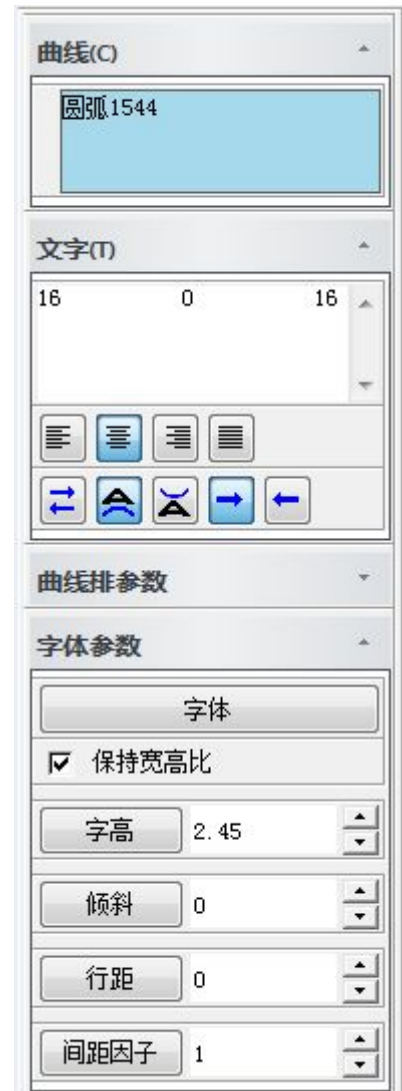 曲线(C)
圆弧1544
文字(T)
16 0 16
曲线排参数
字体参数
字体
保持宽高比
字高 2.45
倾斜 0
行距 0
间距因子 1